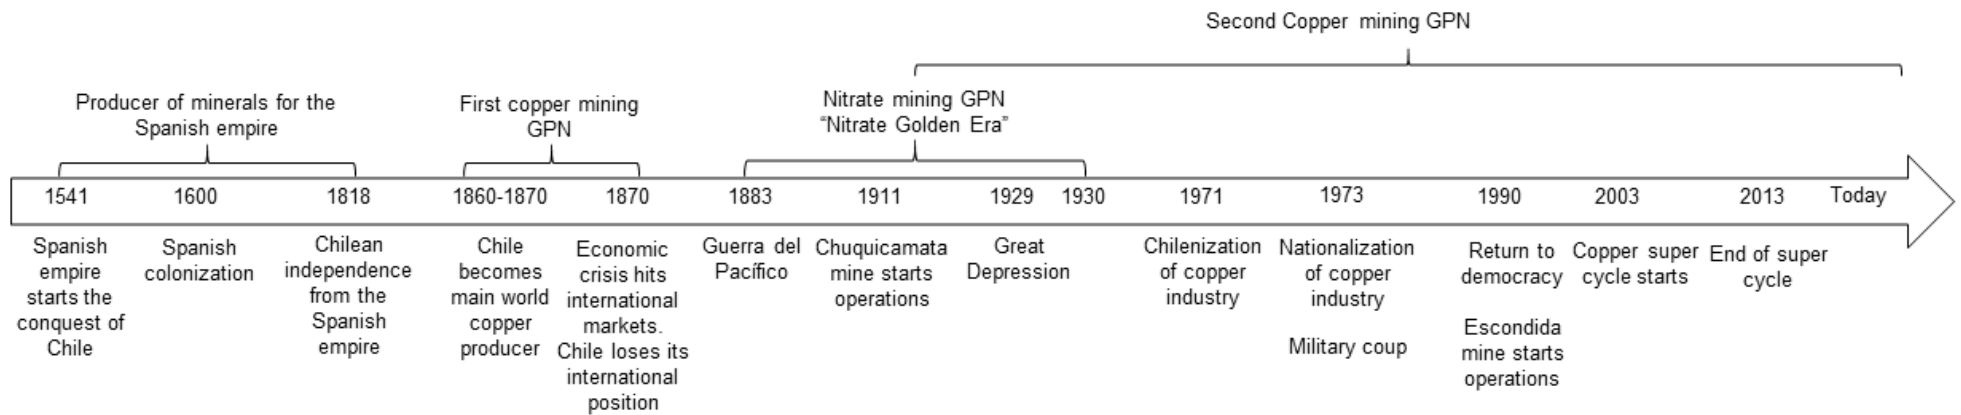 Second Copper mining GPN
Producer of minerals for the
Spanish empire
First copper mining
GPN
Nitrate mining GPN
“Nitrate Golden Era”
1541 1600 1818 1860-1870 1870 1883 1911 1929 1930 1971 1973 1990 2003 2013 Today
Spanish
empire
starts the
conquest of
Chile
Spanish
colonization
Chilean
independence
from the
Spanish
empire
Chile
becomes
main world
copper
producer
Economic
crisis hits
international
markets.
Chile loses its
international
position
Guerra del
Pacífico
Chuquicamata
mine starts
operations
Great
Depression
Chilenization
of copper
industry
Nationalization
of copper
industry
Military coup
Return to
democracy
Escondida
mine starts
operations
Copper super
cycle starts
End of super
cycle